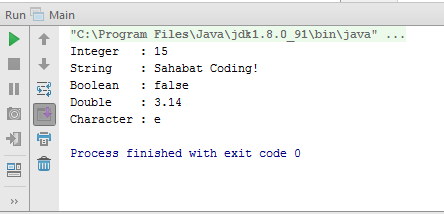 Run Main
"C:\Program Files\Java\jdk1.8.0_91\bin\java" ...
Integer   : 15
String    : Sahabat Coding!
Boolean   : false
Double    : 3.14
Character : e
Process finished with exit code 0